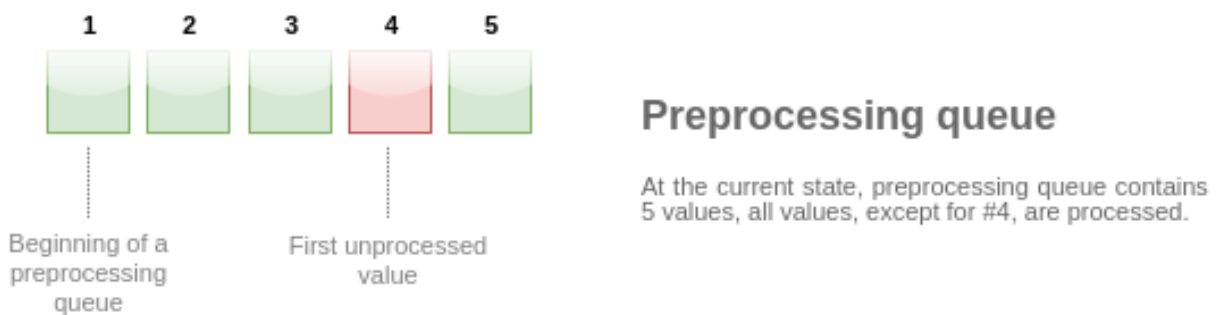 1 2 3 4 5
Preprocessing queue
At the current state, preprocessing queue contains
5 values, all values, except for #4, are processed.
Beginning of a
preprocessing
queue
First unprocessed
value